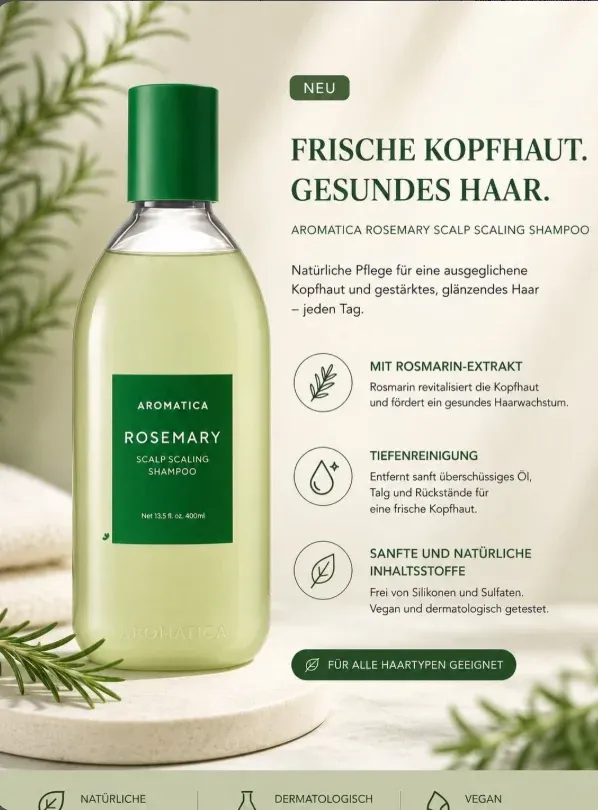 NEU
FRISCHE KOPFHAUT.
GESUNDES HAAR.
AROMATICA ROSEMARY SCALP SCALING SHAMPOO
Natürliche Pflege für eine ausgeglichene
Kopfhaut und gestärktes, glänzendes Haar
– jeden Tag.
MIT ROSMARIN-EXTRAKT
Rosmarin revitalisiert die Kopfhaut
und fördert ein gesundes Haarwachstum.
TIEFENREINIGUNG
Entfernt sanft überschüssiges Öl,
Talg und Rückstände für
eine frische Kopfhaut.
SANFTE UND NATÜRLICHE
INHALTSSTOFFE
Frei von Silikonen und Sulfaten.
Vegan und dermatologisch getestet.
FÜR ALLE HAARTYPEN GEEIGNET
AROMATICA
ROSEMARY
SCALP SCALING
SHAMPOO
Net 13.5 fl. oz. 400ml
AROMATICA
NATÜRLICHE
DERMATOLOGISCH
VEGAN